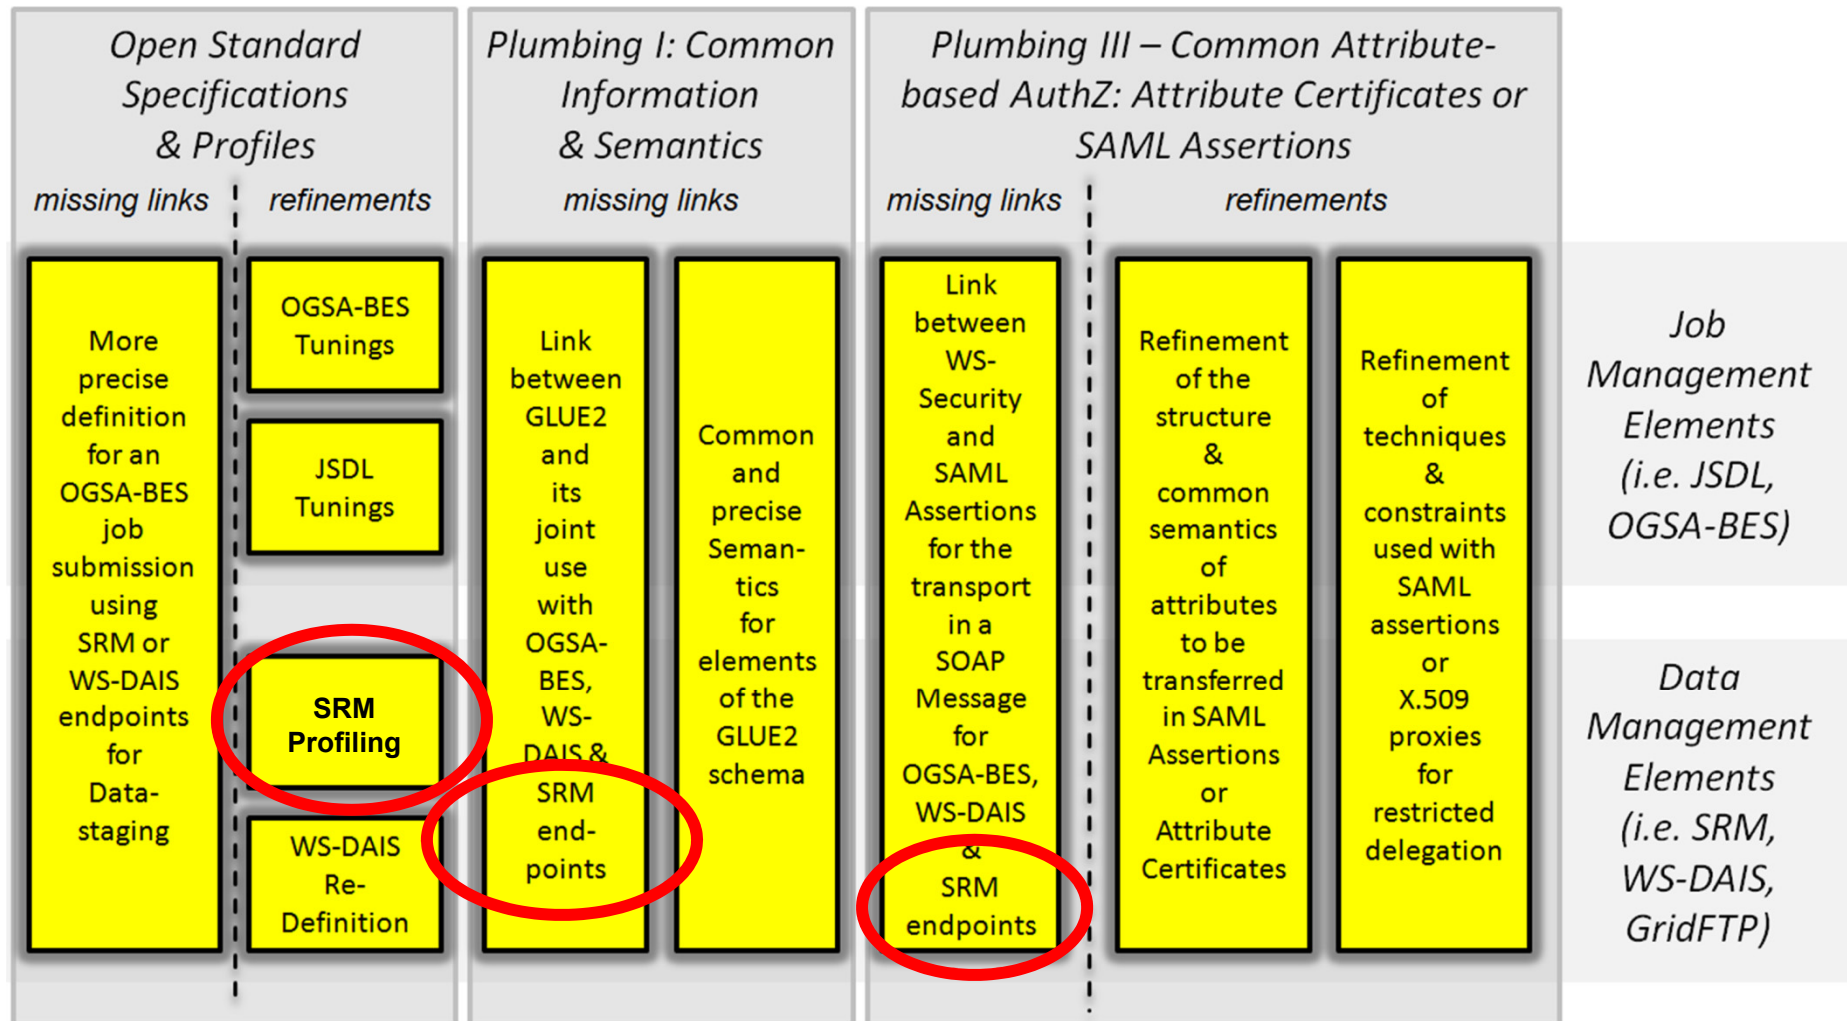 Open Standard
Specifications
& Profiles
missing links
refinements
More
precise
definition
for an
OGSA-BES
job
submission
using
SRM or
WS-DAIS
endpoints
for
Data-
staging
OGSA-BES
Tunings
JSDL
Tunings
SRM
Profiling
WS-DAIS
Re-
Definition
Plumbing I: Common
Information
& Semantics
missing links
Link
between
GLUE2
and
its
joint
use
with
OGSA-
BES,
WS-
DAIS &
SRM
end-
points
Common
and
precise
Seman-
tics
for
elements
of the
GLUE2
schema
Plumbing III – Common Attribute-
based AuthZ: Attribute Certificates or
SAML Assertions
missing links
refinements
Link
between
WS-
Security
and
SAML
Assertions
for the
transport
in a
SOAP
Message
for
OGSA-BES,
WS-DAIS
&
SRM
endpoints
Refinement
of the
structure
&
common
semantics
of
attributes
to be
transferred
in SAML
Assertions
or
Attribute
Certificates
Refinement
of
techniques
&
constraints
used with
SAML
assertions
or
X.509
proxies
for
restricted
delegation
Job
Management
Elements
(i.e. JSDL,
OGSA-BES)
Data
Management
Elements
(i.e. SRM,
WS-DAIS,
GridFTP)